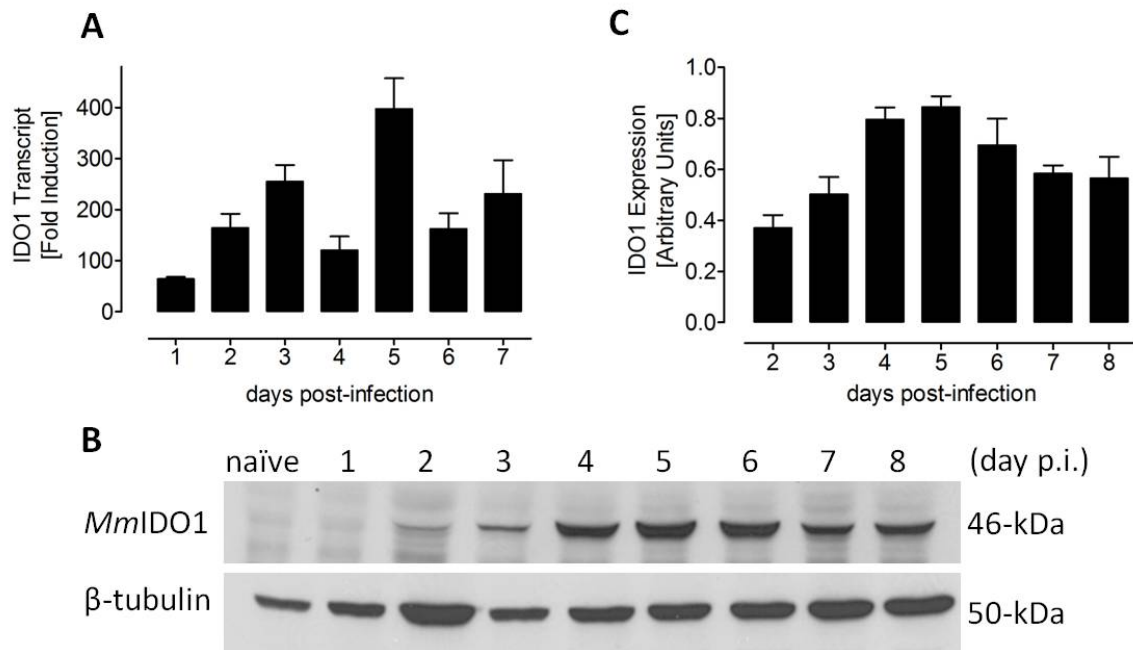 A
IDO1 Transcript
[Fold Induction]
400
300
200
100
0
1 2 3 4 5 6 7
days post-infection
C
IDO1 Expression
[Arbitrary Units]
1.0
0.8
0.6
0.4
0.2
0.0
2 3 4 5 6 7 8
days post-infection
B
naïve 1 2 3 4 5 6 7 8 (day p.i.)
MmIDO1 46-kDa
β-tubulin 50-kDa